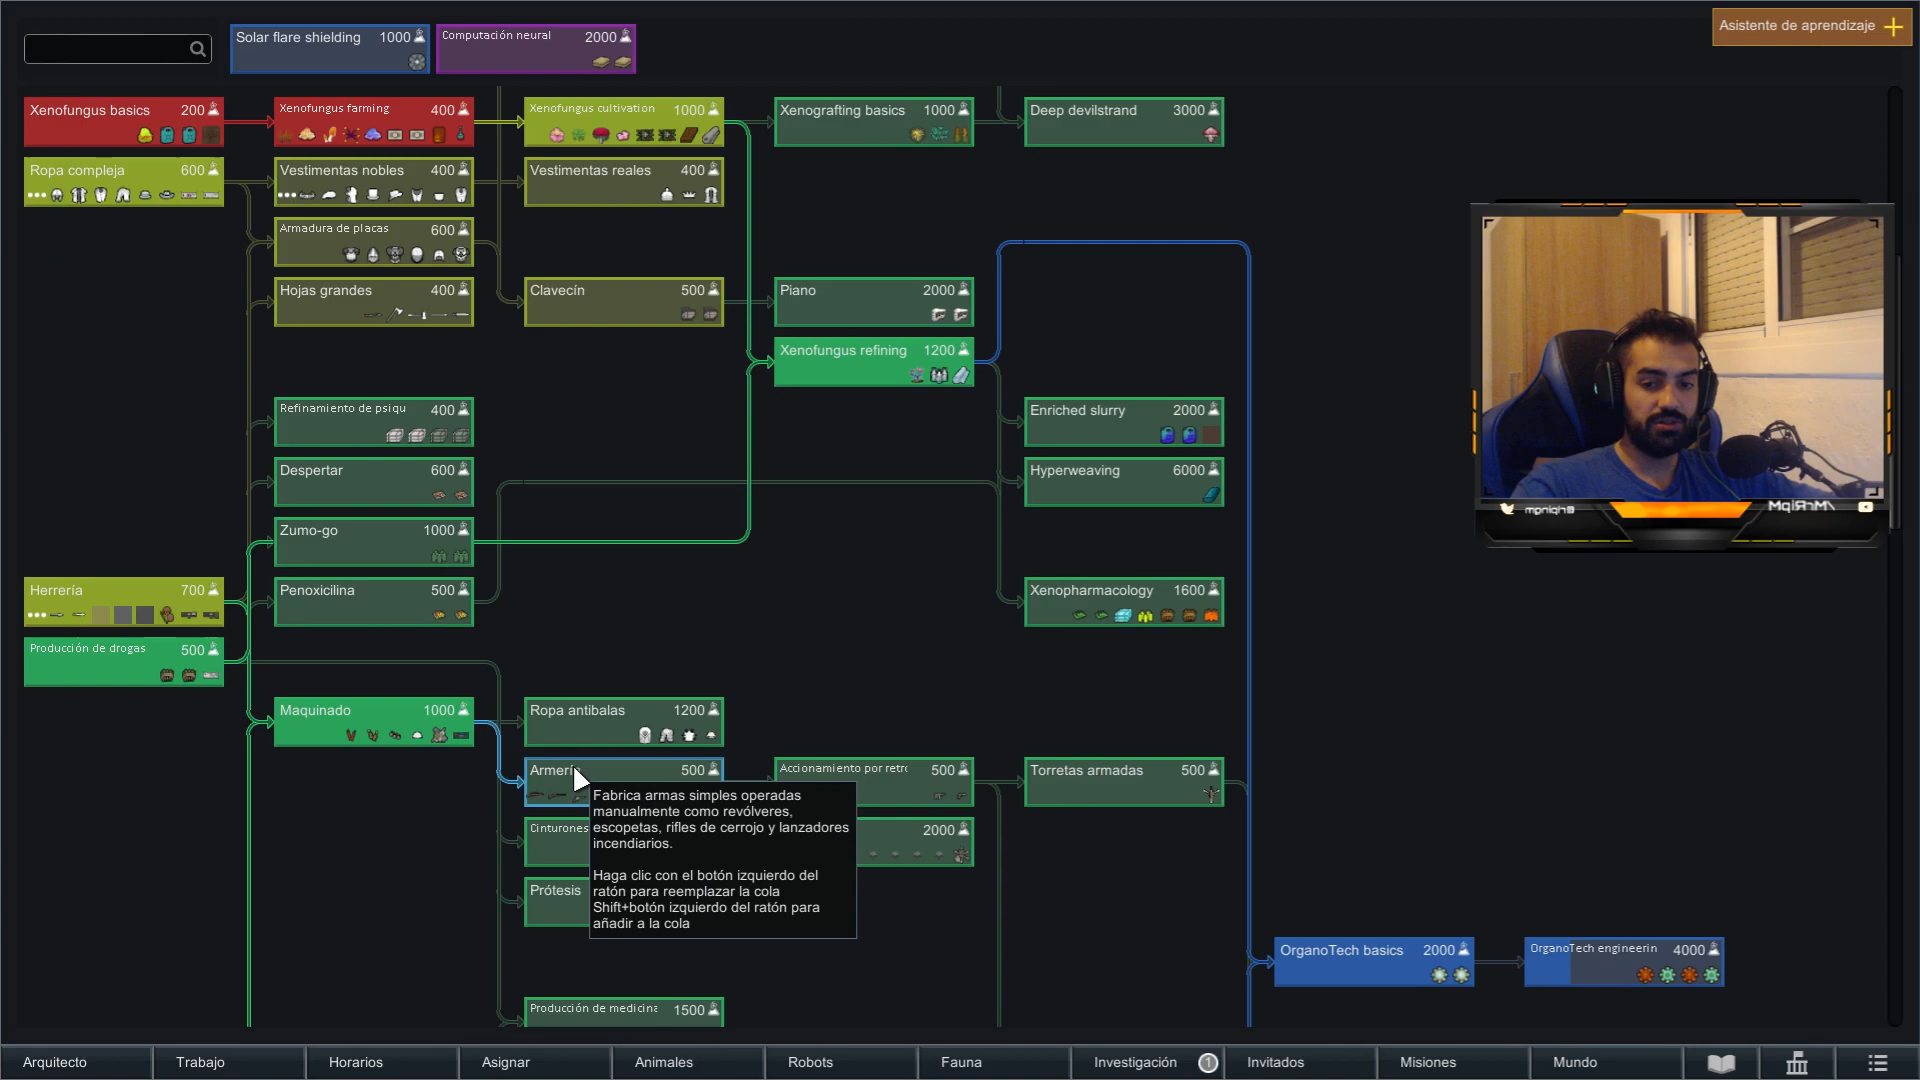 Solar flare shielding 1000
Computación neural 2000
Asistente de aprendizaje
Xenofungus basics 200
Xenofungus farming 400
Xenofungus cultivation 1000
Xenografting basics 1000
Deep devilstrand 3000
Ropa compleja 600
Vestimentas nobles 400
Vestimentas reales 400
Armadura de placas 600
Hojas grandes 400
Clavecín 500
Piano 2000
Xenofungus refining 1200
Refinamiento de psiqu 400
Enriched slurry 2000
Despertar 600
Hyperweaving 6000
Zumo-go 1000
Herrería 700
Penoxicilina 500
Xenopharmacology 1600
Producción de drogas 500
Maquinado 1000
Ropa antibalas 1200
Armería 500
Accionamiento por retro 500
Torretas armadas 500
Fabrica armas simples operadas
manualmente como revólveres,
escopetas, rifles de cerrojo y lanzadores
incendiarios.
Haga clic con el botón izquierdo del
ratón para reemplazar la cola
Shift+botón izquierdo del ratón para
añadir a la cola
Cinturones
2000
Prótesis
OrganoTech basics 2000
OrganoTech engineerin 4000
Producción de medicina 1500
Arquitecto
Trabajo
Horarios
Asignar
Animales
Robots
Fauna
Investigación 1
Invitados
Misiones
Mundo